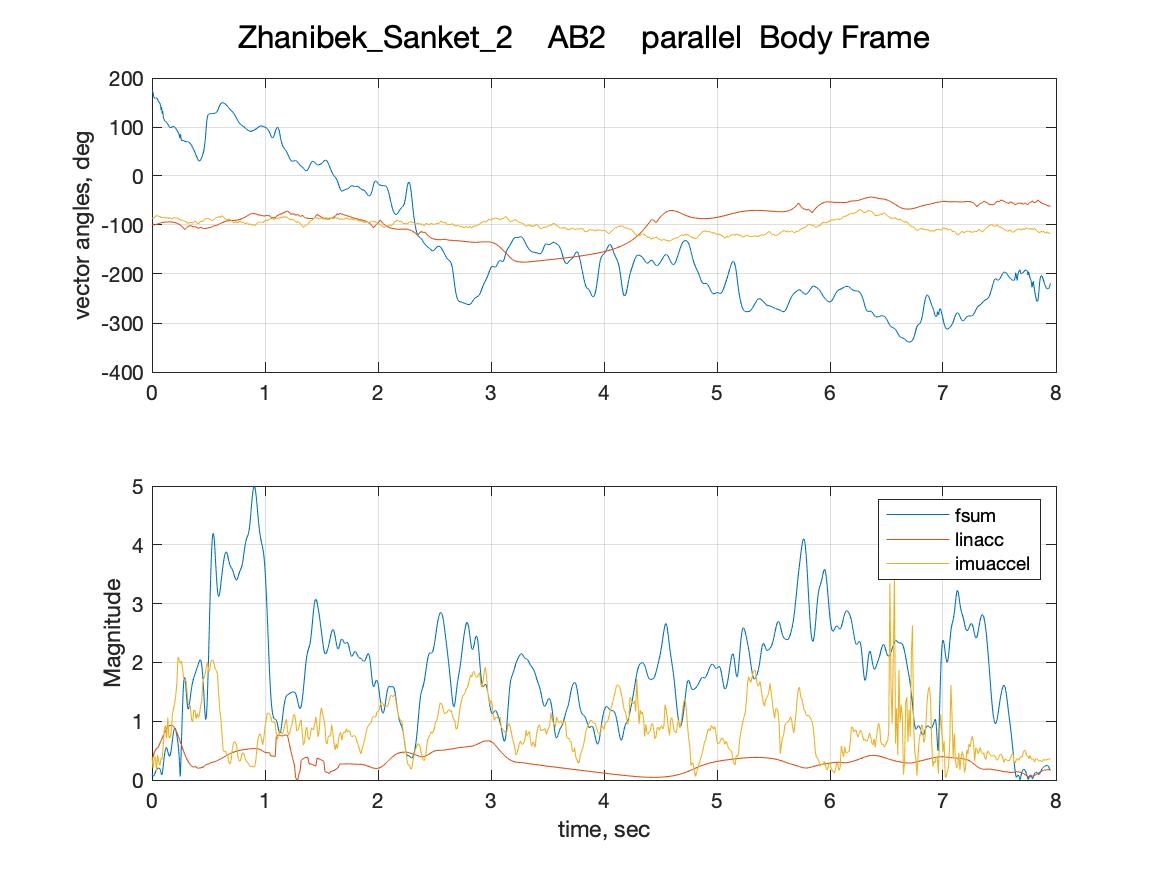 Zhanibek_Sanket_2 AB2 parallel Body Frame
200
100
0
-100
-200
-300
-400
vector angles, deg
0 1 2 3 4 5 6 7 8
5
4
3
2
1
0
Magnitude
fsum
linacc
imuaccel
0 1 2 3 4 5 6 7 8
time, sec